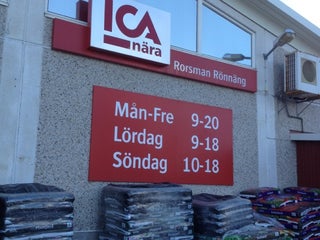 ICA
nära
Rorsman Rönnäng
Mån-Fre 9-20
Lördag 9-18
Söndag 10-18